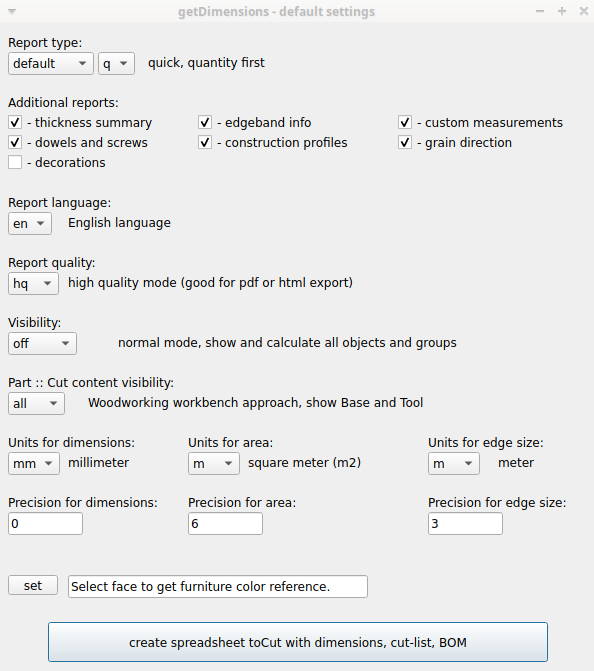 getDimensions - default settings
Report type:
default q quick, quantity first
Additional reports:
- thickness summary - edgeband info - custom measurements
- dowels and screws - construction profiles - grain direction
- decorations
Report language:
en English language
Report quality:
hq high quality mode (good for pdf or html export)
Visibility:
off normal mode, show and calculate all objects and groups
Part :: Cut content visibility:
all Woodworking workbench approach, show Base and Tool
Units for dimensions: Units for area: Units for edge size:
mm millimeter m square meter (m2) m meter
Precision for dimensions: Precision for area: Precision for edge size:
0 6 3
set Select face to get furniture color reference.
create spreadsheet toCut with dimensions, cut-list, BOM